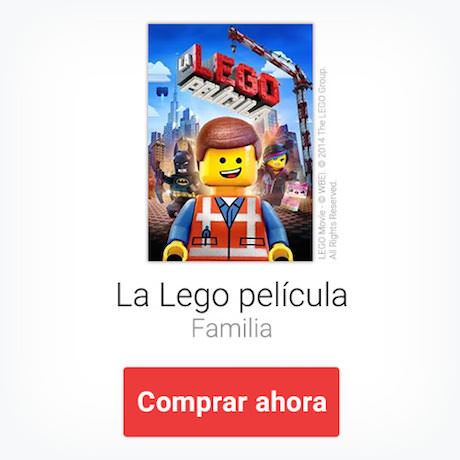 LA
LEGO
PELÍCULA
LEGO Movie - © WBEI. © 2014 The LEGO Group.
All Rights Reserved.
La Lego película
Familia
Comprar ahora